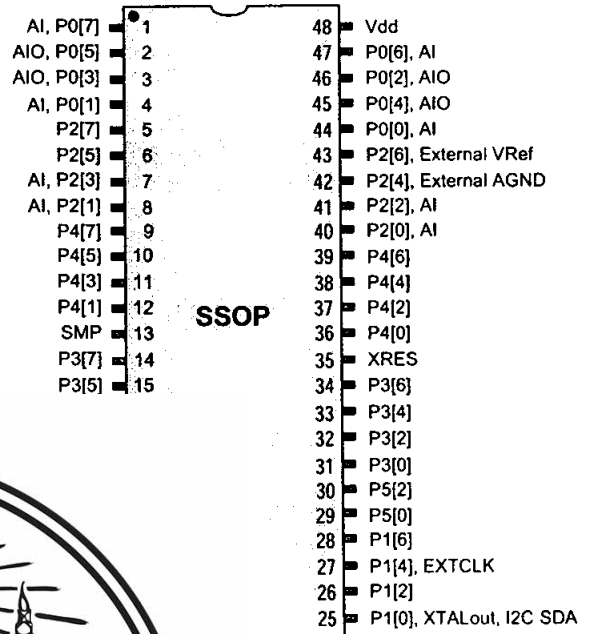 AI, P0[7] 1 48 Vdd
AIO, P0[5] 2 47 P0[6], AI
AIO, P0[3] 3 46 P0[2], AIO
AI, P0[1] 4 45 P0[4], AIO
P2[7] 5 44 P0[0], AI
P2[5] 6 43 P2[6], External VRef
AI, P2[3] 7 42 P2[4], External AGND
AI, P2[1] 8 41 P2[2], AI
P4[7] 9 40 P2[0], AI
P4[5] 10 39 P4[6]
P4[3] 11 38 P4[4]
P4[1] 12 37 P4[2]
SSOP
SMP 13 36 P4[0]
P3[7] 14 35 XRES
P3[5] 15 34 P3[6]
33 P3[4]
32 P3[2]
31 P3[0]
30 P5[2]
29 P5[0]
28 P1[6]
27 P1[4], EXTCLK
26 P1[2]
25 P1[0], XTALout, I2C SDA